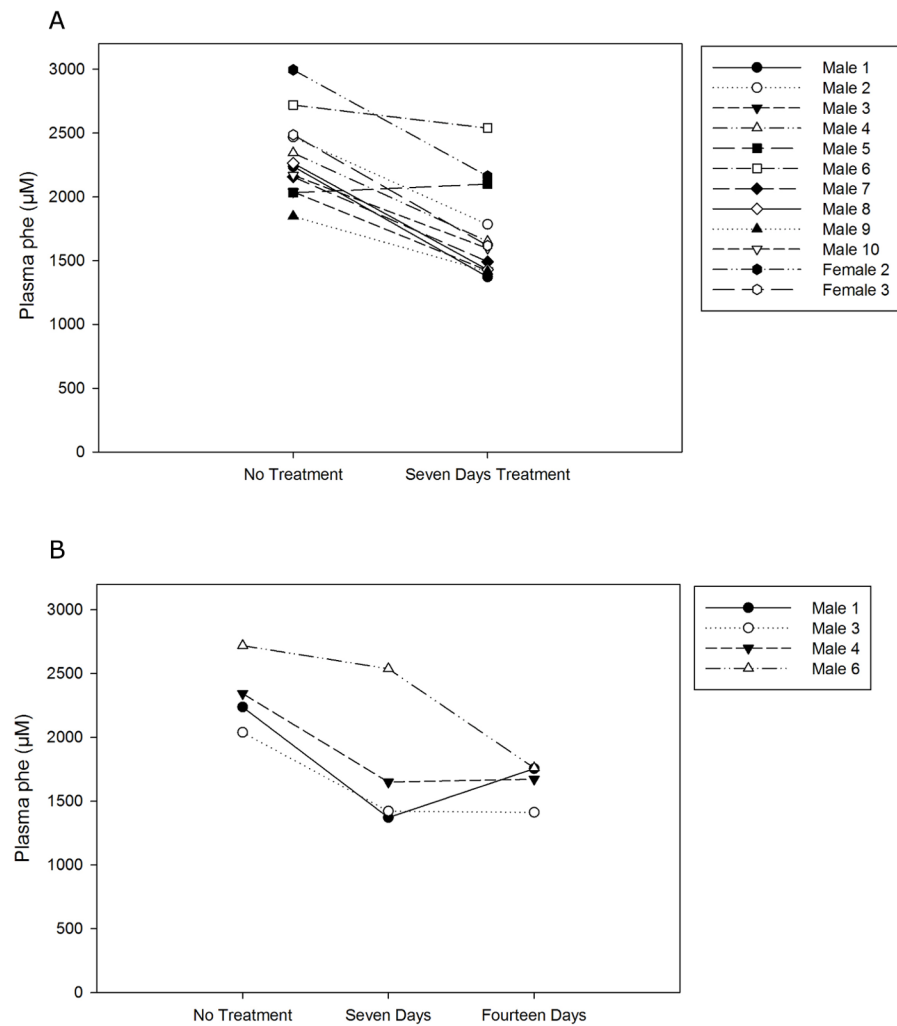 A
Plasma phe (µM)
3000
2500
2000
1500
1000
500
0
No Treatment
Seven Days Treatment
Male 1
Male 2
Male 3
Male 4
Male 5
Male 6
Male 7
Male 8
Male 9
Male 10
Female 2
Female 3
B
Plasma phe (µM)
3000
2500
2000
1500
1000
500
0
No Treatment
Seven Days
Fourteen Days
Male 1
Male 3
Male 4
Male 6